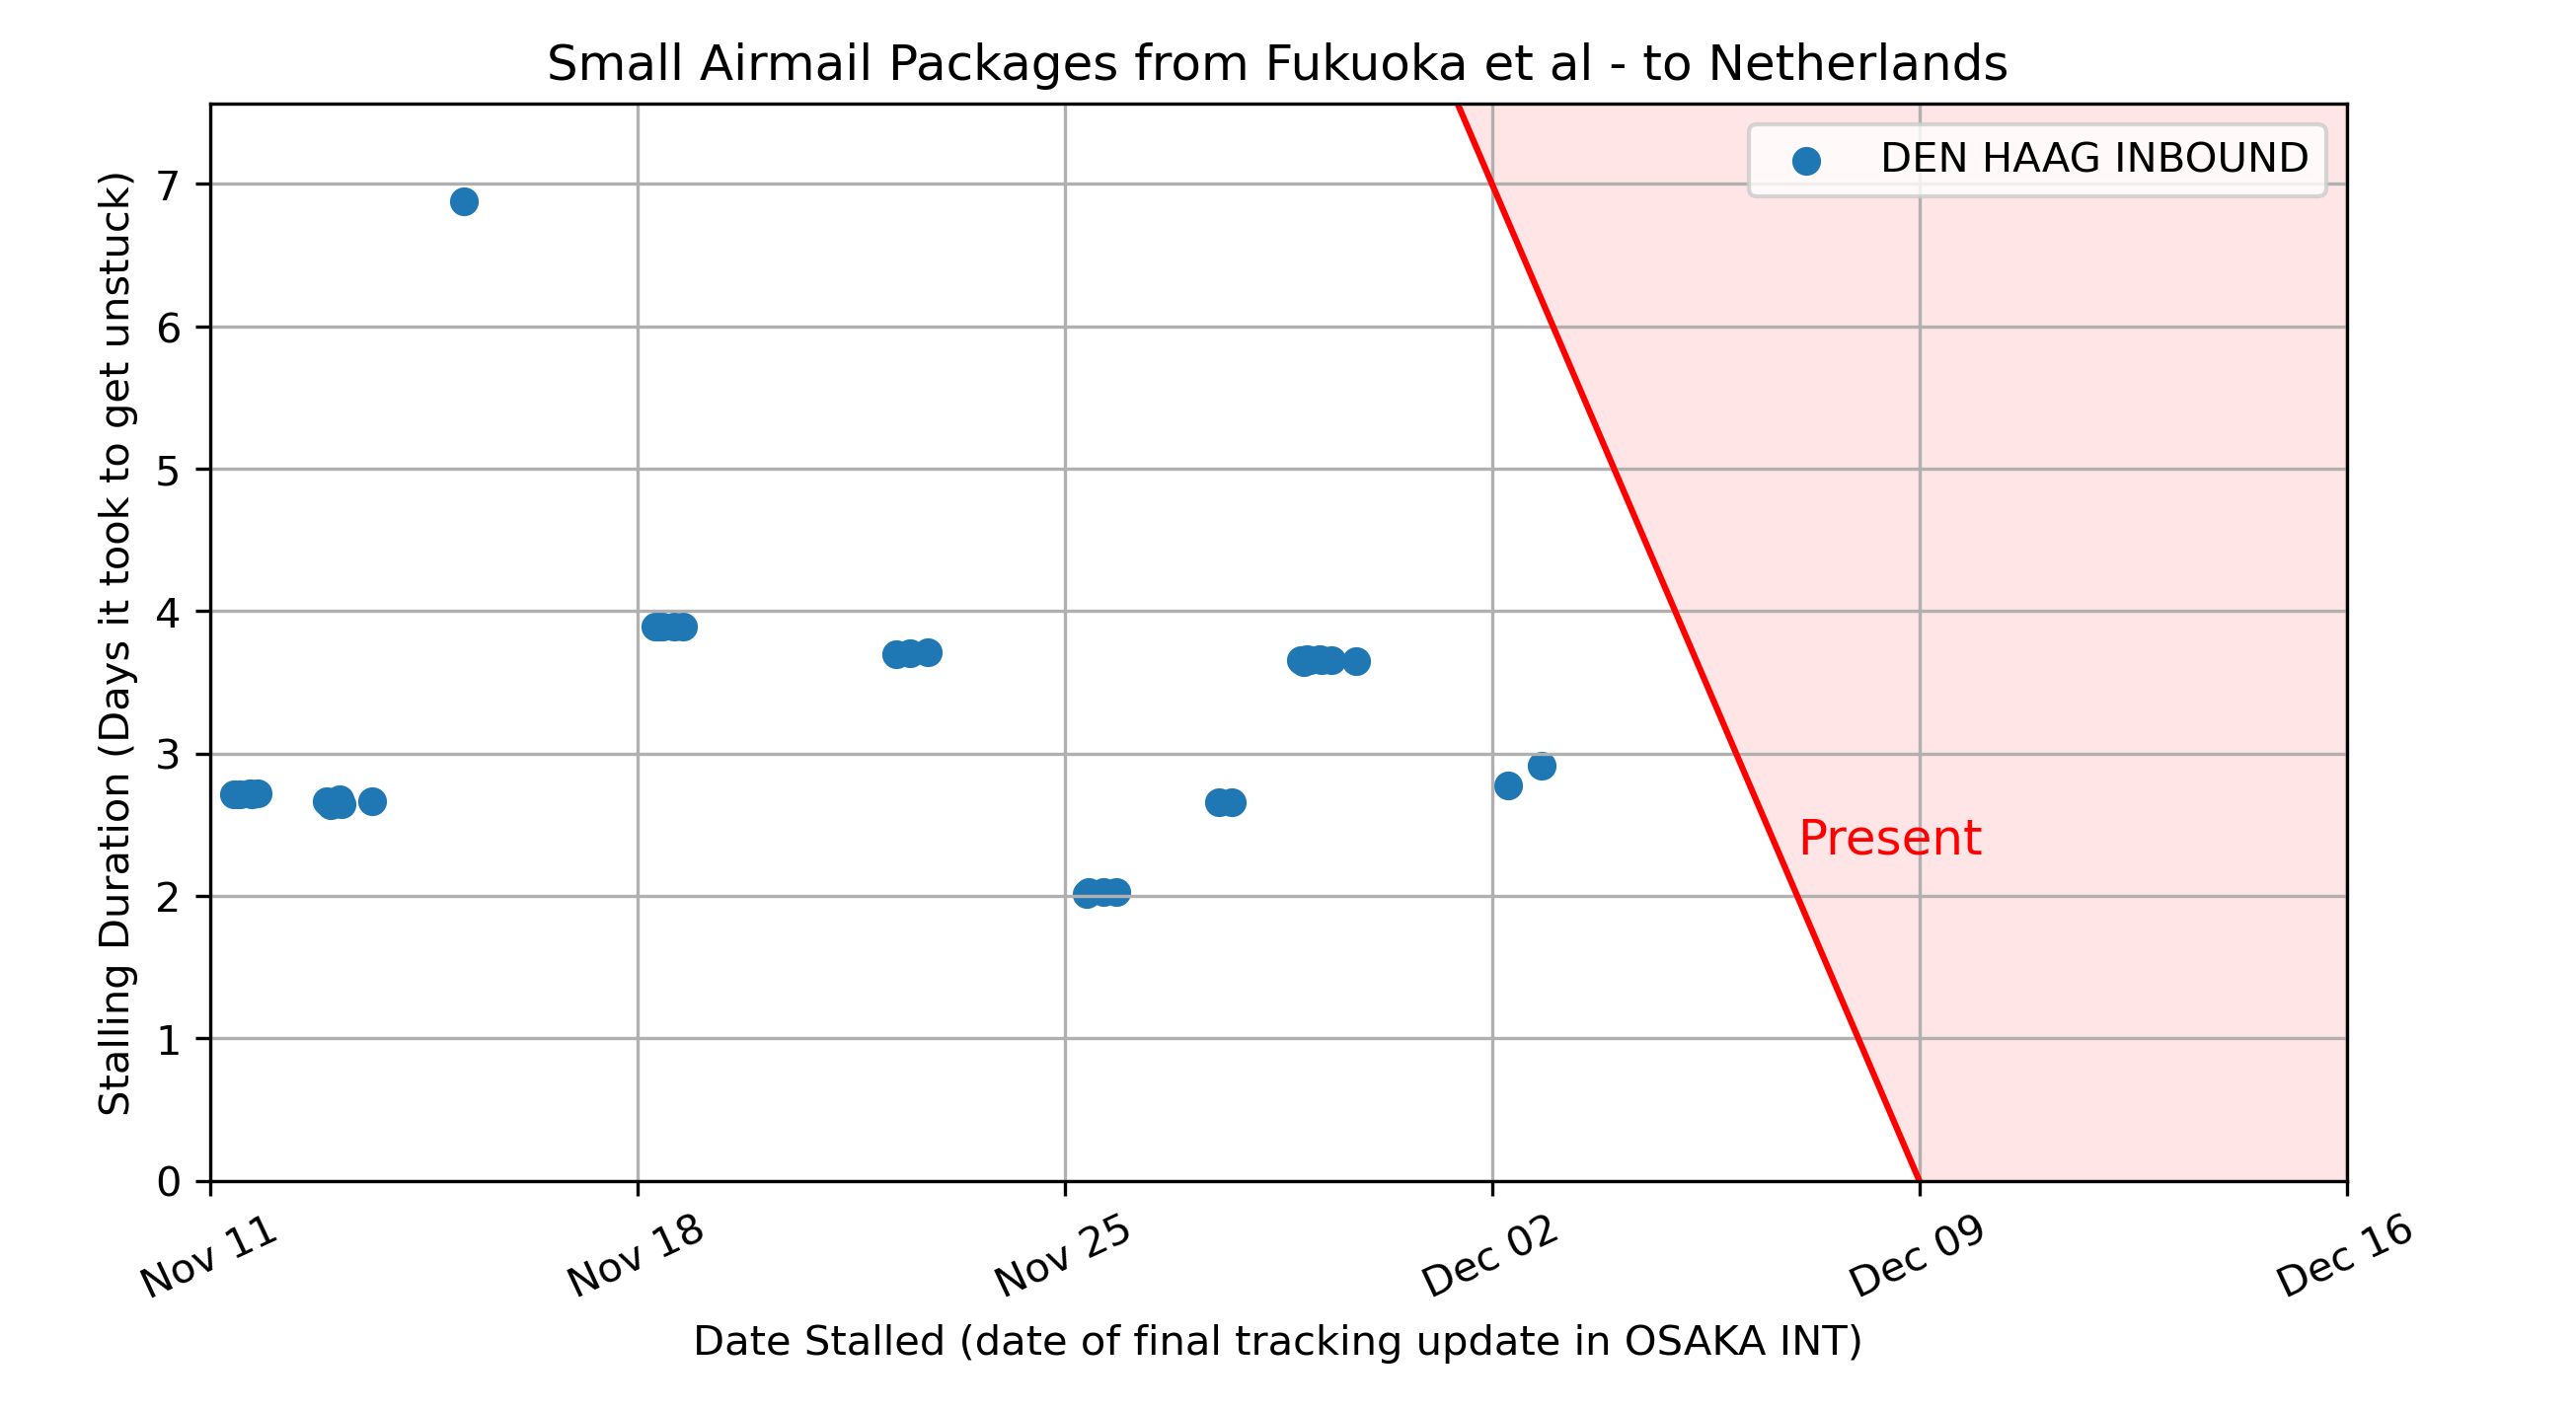 Small Airmail Packages from Fukuoka et al - to Netherlands
DEN HAAG INBOUND
Stalling Duration (Days it took to get unstuck)
7
6
5
4
3
2
1
0
Present
Nov 11
Nov 18
Nov 25
Dec 02
Dec 09
Dec 16
Date Stalled (date of final tracking update in OSAKA INT)